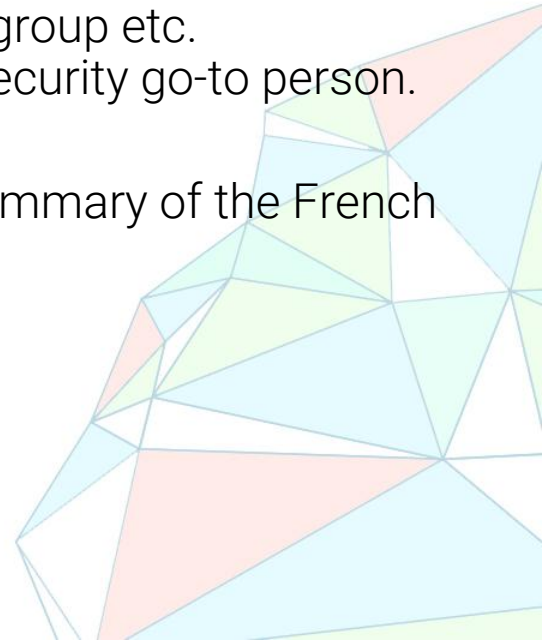 group etc.
ecurity go-to person.
mmary of the French